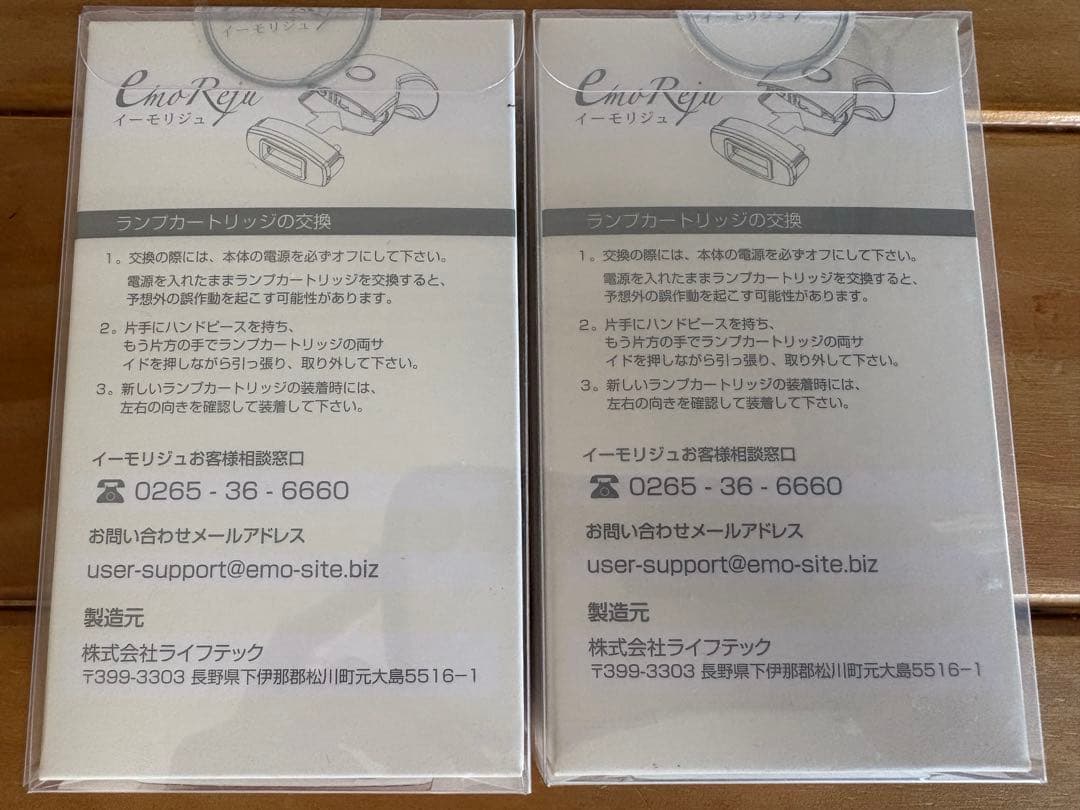 イーモリジュ
emoReju
イーモリジュ
ランプカートリッジの交換
1。交換の際には、本体の電源を必ずオフにして下さい。
電源を入れたままランプカートリッジを交換すると、
予想外の誤作動を起こす可能性があります。
2。片手にハンドピースを持ち、
もう片方の手でランプカートリッジの両サ
イドを押しながら引っ張り、取り外して下さい。
3。新しいランプカートリッジの装着時には、
左右の向きを確認して装着して下さい。
イーモリジュお客様相談窓口
0265 - 36 - 6660
お問い合わせメールアドレス
user-support@emo-site.biz
製造元
株式会社ライフテック
〒399-3303 長野県下伊那郡松川町元大島5516−1
イーモリジュ
emoReju
イーモリジュ
ランプカートリッジの交換
1。交換の際には、本体の電源を必ずオフにして下さい。
電源を入れたままランプカートリッジを交換すると、
予想外の誤作動を起こす可能性があります。
2。片手にハンドピースを持ち、
もう片方の手でランプカートリッジの両サ
イドを押しながら引っ張り、取り外して下さい。
3。新しいランプカートリッジの装着時には、
左右の向きを確認して装着して下さい。
イーモリジュお客様相談窓口
0265 - 36 - 6660
お問い合わせメールアドレス
user-support@emo-site.biz
製造元
株式会社ライフテック
〒399-3303 長野県下伊那郡松川町元大島5516−1